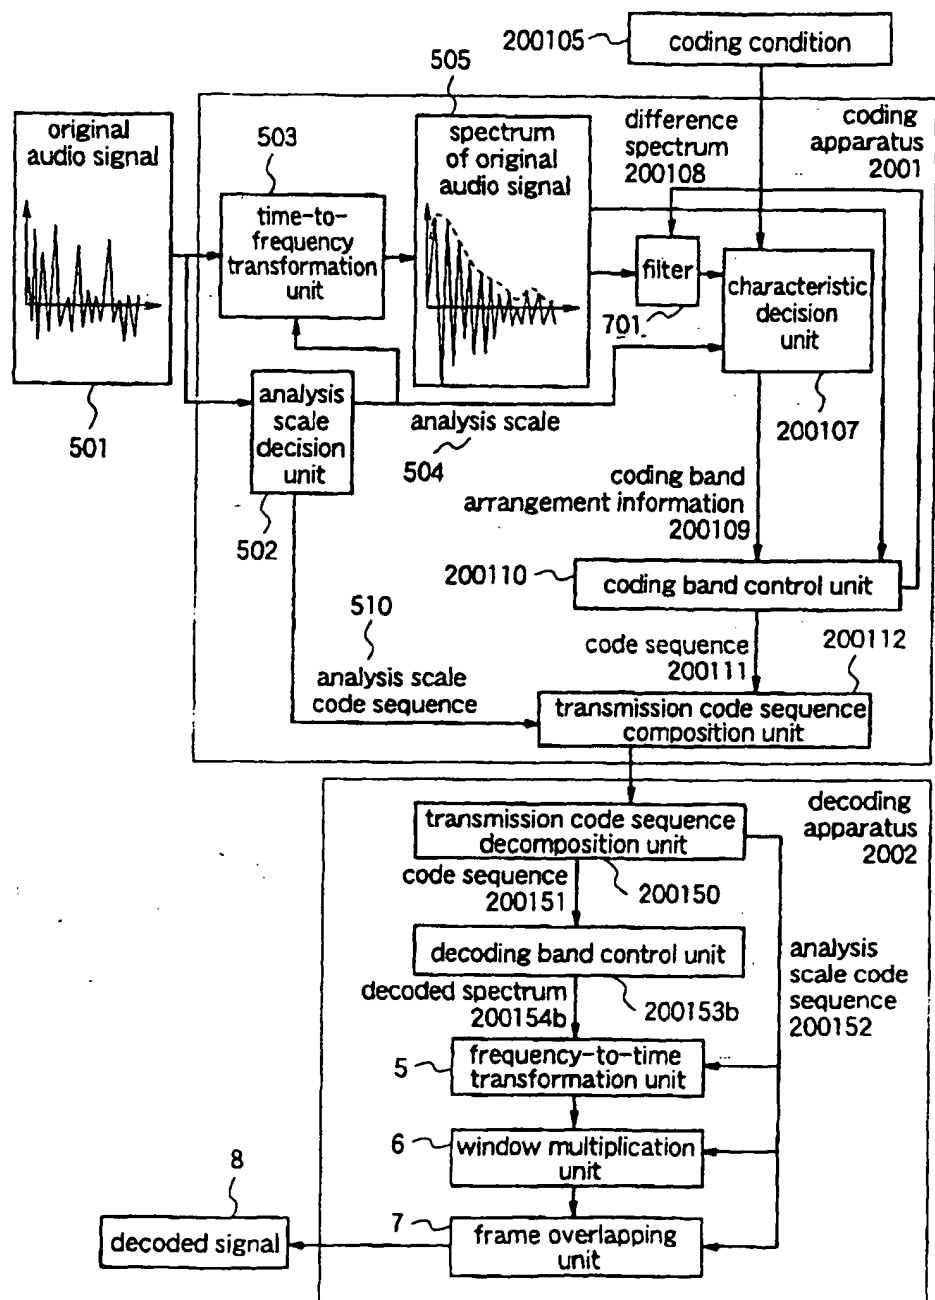 200105
coding condition
505
original
audio signal
503
spectrum
of original
audio signal
difference
spectrum
200108
coding
apparatus
2001
time-to-
frequency
transformation
unit
filter
701
characteristic
decision
unit
501
analysis
scale
decision
unit
analysis scale
504
200107
502
coding band
arrangement information
200109
200110
coding band control unit
510
analysis scale
code sequence
code sequence
200111
200112
transmission code sequence
composition unit
transmission code sequence
decomposition unit
decoding
apparatus
2002
code sequence
200151
200150
decoding band control unit
decoded spectrum
200154b
200153b
analysis
scale code
sequence
200152
5
frequency-to-time
transformation unit
6
window multiplication
unit
8
decoded signal
7
frame overlapping
unit